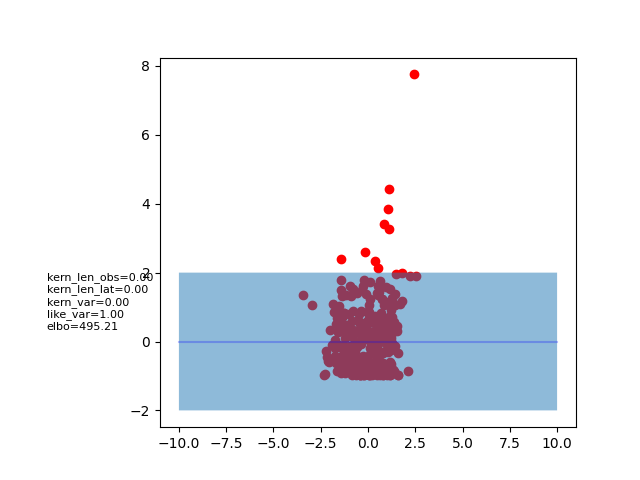 8
6
4
2
0
−2
kern_len_obs=0.00
kern_len_lat=0.00
kern_var=0.00
like_var=1.00
elbo=495.21
−10.0 −7.5 −5.0 −2.5 0.0 2.5 5.0 7.5 10.0